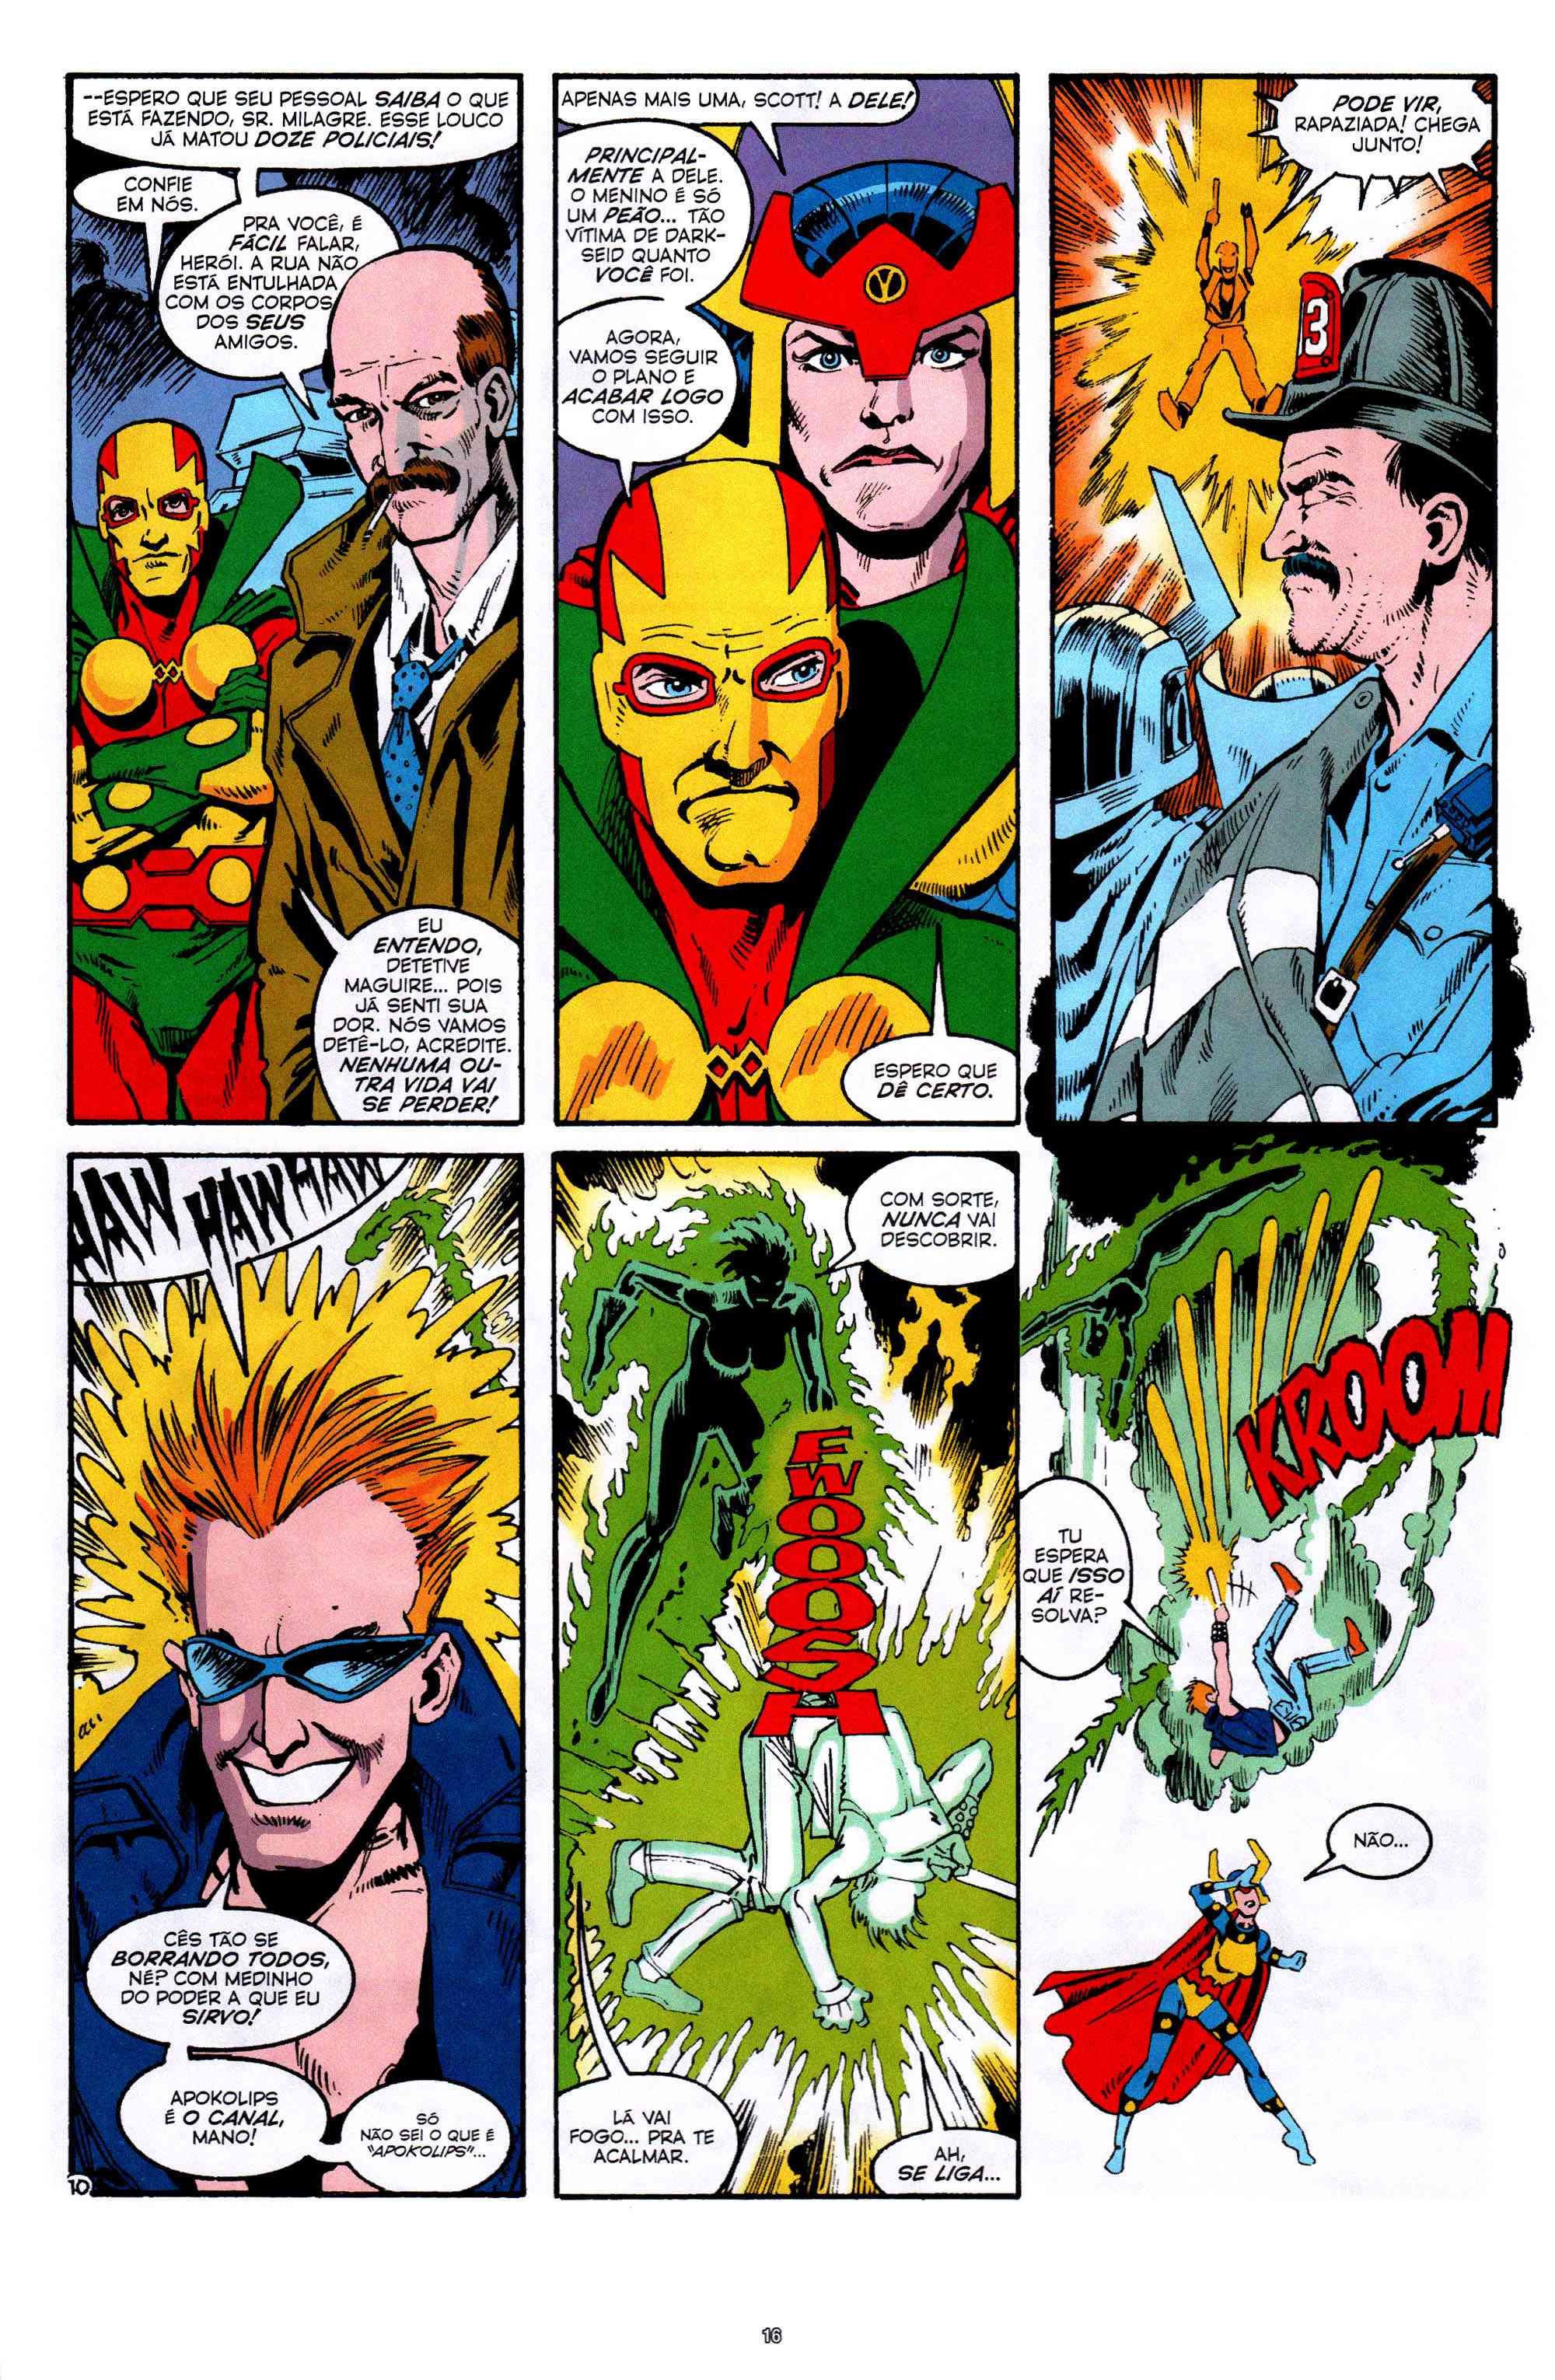 --ESPERO QUE SEU PESSOAL SAIBA O QUE
ESTÁ FAZENDO, SR. MILAGRE. ESSE LOUCO
JÁ MATOU DOZE POLICIAIS!
CONFIE
EM NÓS.
PRA VOCÊ, É
FÁCIL FALAR,
HERÓI. A RUA NÃO
ESTÁ ENTULHADA
COM OS CORPOS
DOS SEUS
AMIGOS.
EU
ENTENDO,
DETETIVE
MAGUIRE... POIS
JÁ SENTI SUA
DOR. NÓS VAMOS
DETÊ-LO, ACREDITE.
NENHUMA OU-
TRA VIDA VAI
SE PERDER!
APENAS MAIS UMA, SCOTT! A DELE!
PRINCIPAL-
MENTE A DELE.
O MENINO É SÓ
UM PEÃO... TÃO
VÍTIMA DE DARK-
SEID QUANTO
VOCÊ FOI.
AGORA,
VAMOS SEGUIR
O PLANO E
ACABAR LOGO
COM ISSO.
ESPERO QUE
DÊ CERTO.
PODE VIR,
RAPAZIADA! CHEGA
JUNTO!
13
HAW HAW HAW
CÊS TÃO SE
BORRANDO TODOS,
NÉ? COM MEDINHO
DO PODER A QUE EU
SIRVO!
APOKOLIPS
É O CANAL,
MANO!
SÓ
NÃO SEI O QUE É
"APOKOLIPS"...
10
COM SORTE,
NUNCA VAI
DESCOBRIR.
FWOOOSH
LÁ VAI
FOGO... PRA TE
ACALMAR.
AH,
SE LIGA...
KROOM
TU
ESPERA
QUE ISSO
AÍ RE-
SOLVA?
NÃO...
16